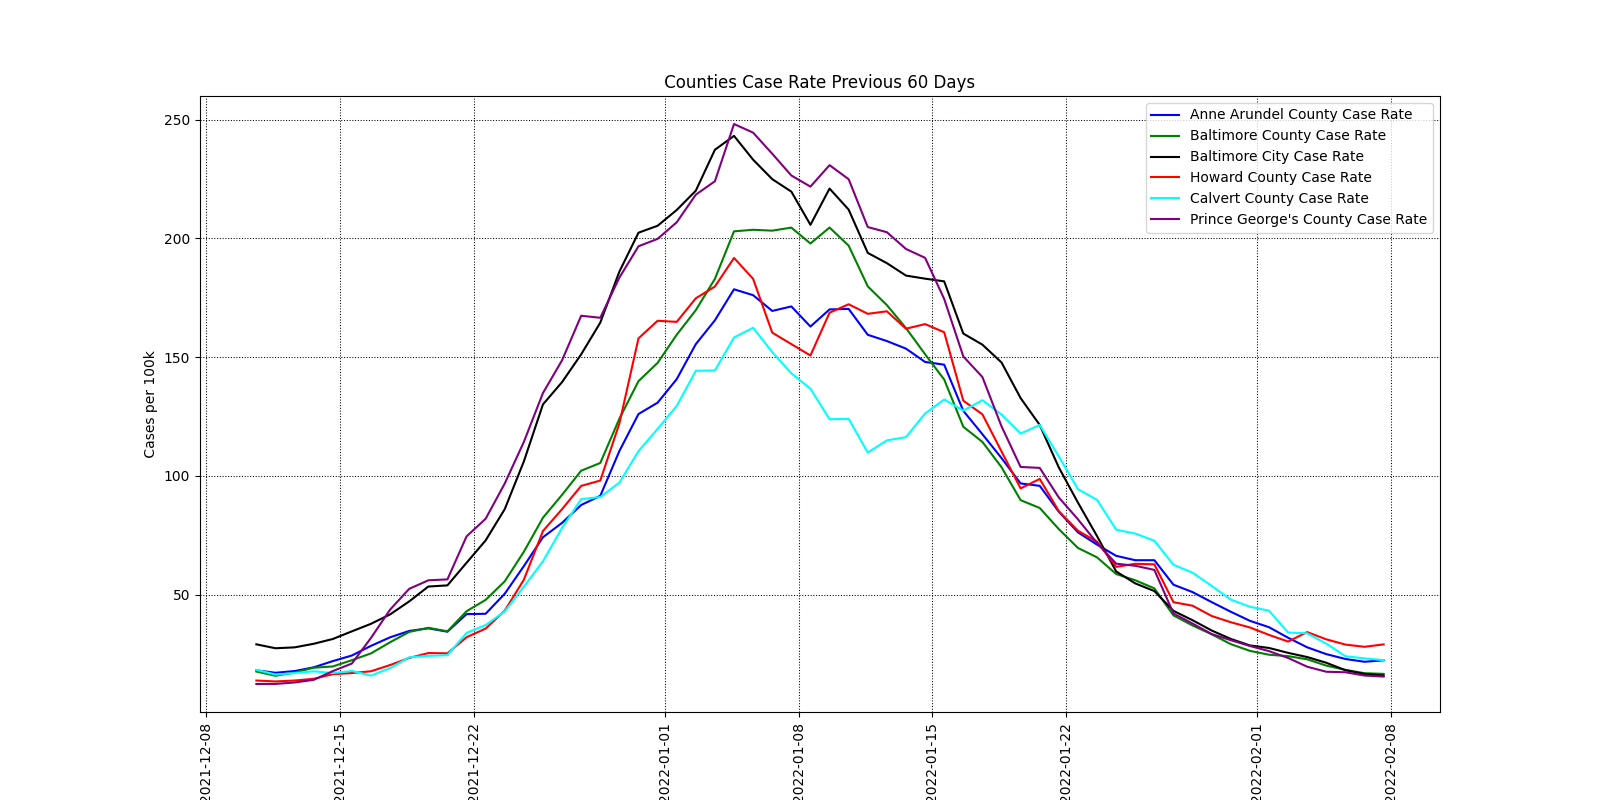 Counties Case Rate Previous 60 Days
250
200
150
100
50
Cases per 100k
Anne Arundel County Case Rate
Baltimore County Case Rate
Baltimore City Case Rate
Howard County Case Rate
Calvert County Case Rate
Prince George's County Case Rate
2021-12-08
2021-12-15
2021-12-22
2022-01-01
2022-01-08
2022-01-15
2022-01-22
2022-02-01
2022-02-08